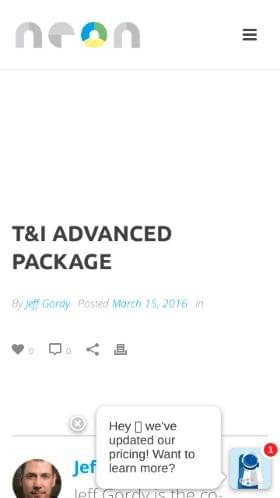 neon
T&I ADVANCED
PACKAGE
By Jeff Gordy Posted March 15, 2016 in
0 0
Hey ▯ we've
updated our
pricing! Want to
learn more?
1
Jef
Jeff Gordy is the co-